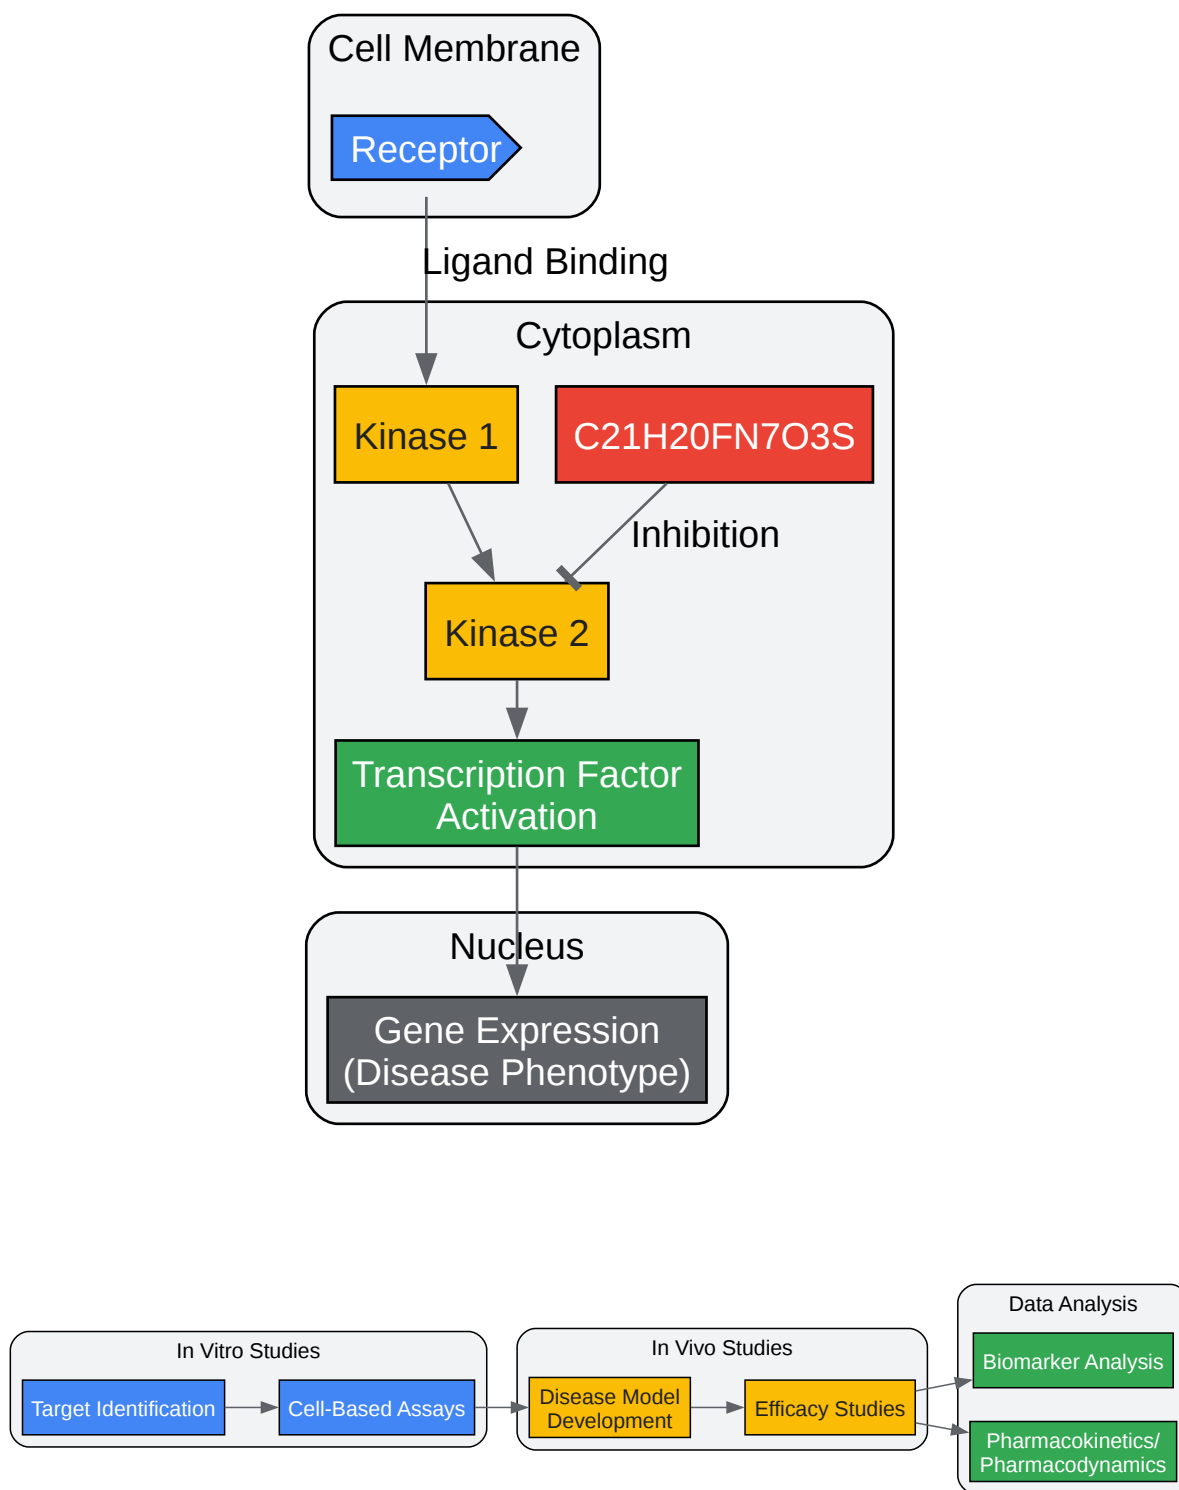 Cell Membrane
Receptor
Ligand Binding
Cytoplasm
Kinase 1
C21H20FN7O3S
Inhibition
Kinase 2
Transcription Factor
Activation
Nucleus
Gene Expression
(Disease Phenotype)
In Vitro Studies
Target Identification
Cell-Based Assays
In Vivo Studies
Disease Model
Development
Efficacy Studies
Data Analysis
Biomarker Analysis
Pharmacokinetics/
Pharmacodynamics